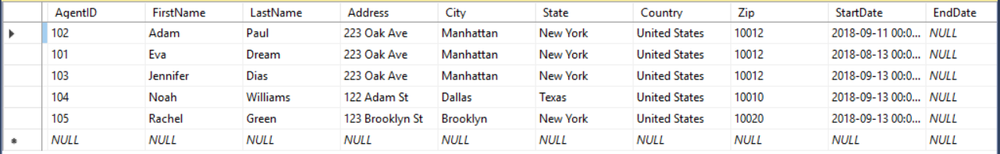 AgentID FirstName LastName Address City State Country Zip StartDate EndDate
102 Adam Paul 223 Oak Ave Manhattan New York United States 10012 2018-09-11 00:0... NULL
101 Eva Dream 223 Oak Ave Manhattan New York United States 10012 2018-08-13 00:0... NULL
103 Jennifer Dias 223 Oak Ave Manhattan New York United States 10012 2018-09-13 00:0... NULL
104 Noah Williams 122 Adam St Dallas Texas United States 10010 2018-09-13 00:0... NULL
105 Rachel Green 123 Brooklyn St Brooklyn New York United States 10020 2018-09-13 00:0... NULL
NULL NULL NULL NULL NULL NULL NULL NULL NULL NULL